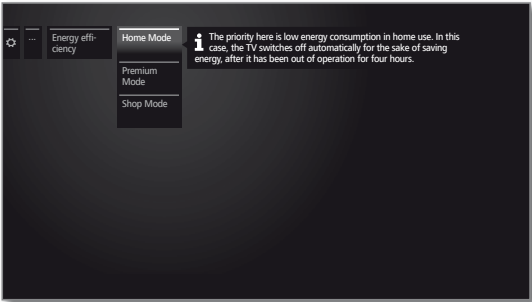 ...
Energy effi-
ciency
Home Mode
Premium
Mode
Shop Mode
The priority here is low energy consumption in home use. In this
case, the TV switches off automatically for the sake of saving
energy, after it has been out of operation for four hours.